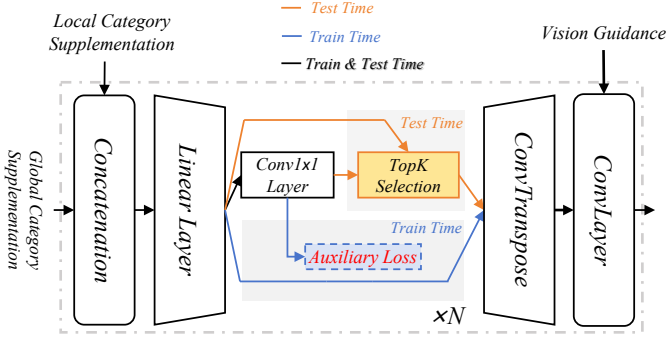 Test Time
Train Time
Train & Test Time
Local Category
Supplementation
Vision Guidance
Global Category
Supplementation
Concatenation
Linear Layer
Conv1x1
Layer
Test Time
TopK
Selection
Train Time
Auxiliary Loss
×N
ConvTranspose
ConvLayer